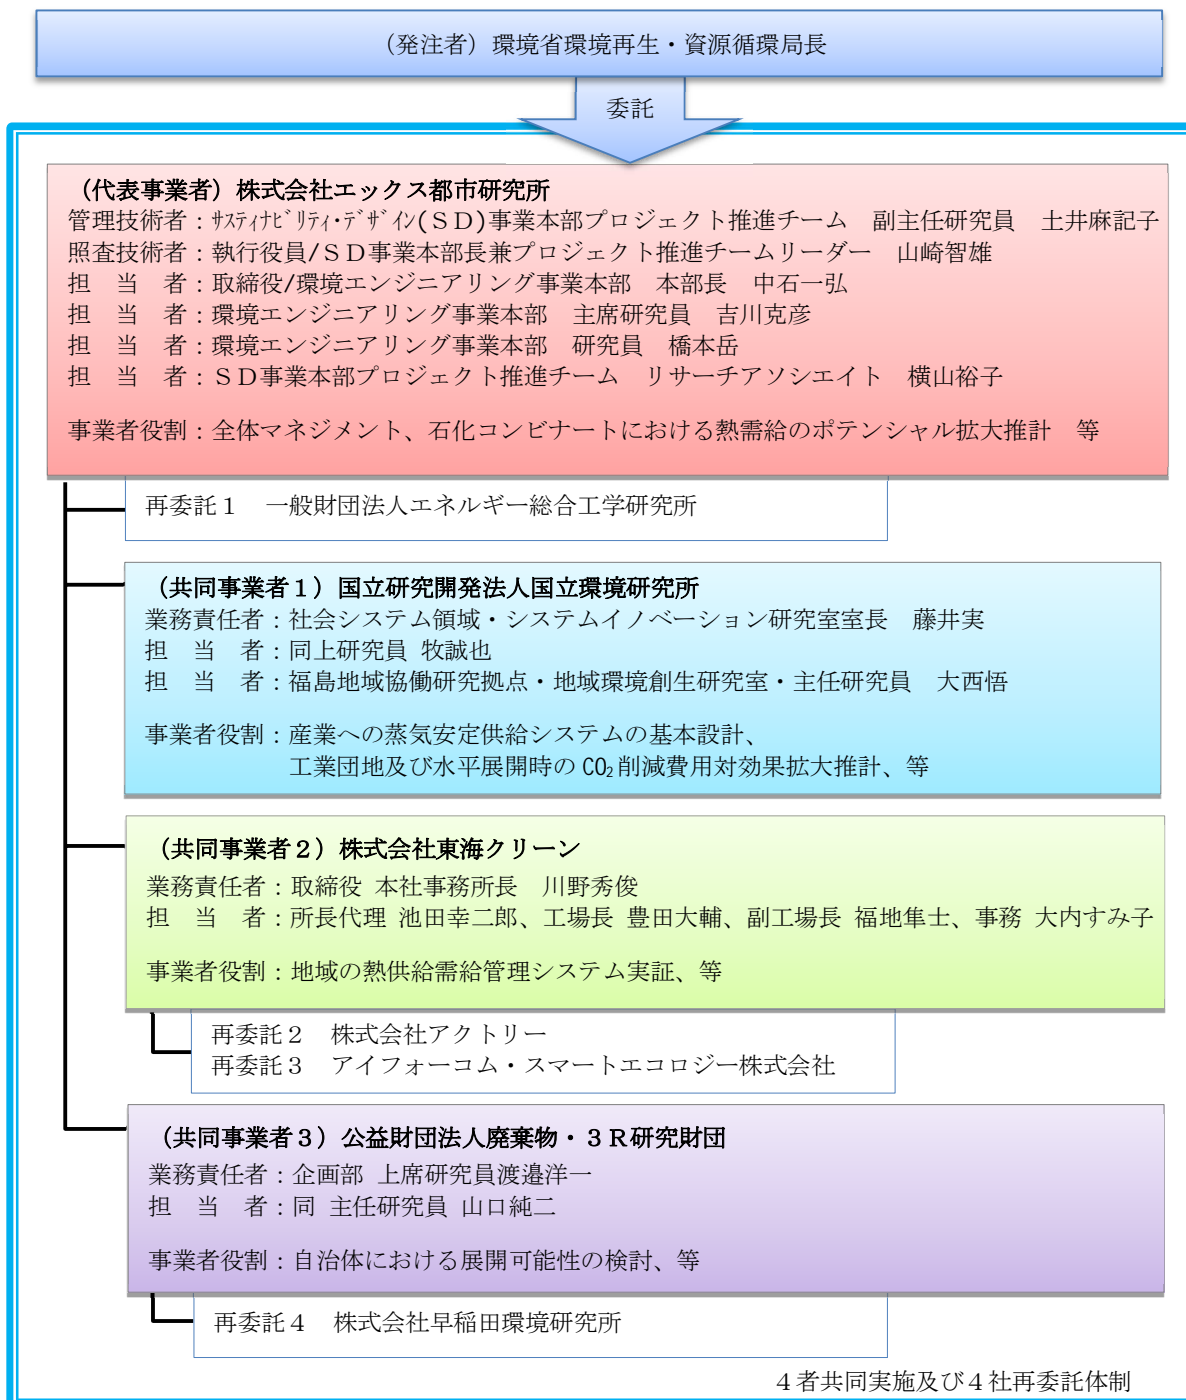 （発注者）環境省環境再生・資源循環局長
委託
（代表事業者）株式会社エックス都市研究所
管理技術者：ｻｽﾃｨﾅﾋﾞﾘﾃｨ･ﾃﾞｻﾞｲﾝ(ＳＤ)事業本部プロジェクト推進チーム　副主任研究員　土井麻記子
照査技術者：執行役員/ＳＤ事業本部長兼プロジェクト推進チームリーダー　山崎智雄
担　当　者：取締役/環境エンジニアリング事業本部　本部長　中石一弘
担　当　者：環境エンジニアリング事業本部　主席研究員　吉川克彦
担　当　者：環境エンジニアリング事業本部　研究員　橋本岳
担　当　者：ＳＤ事業本部プロジェクト推進チーム　リサーチアソシエイト　横山裕子
事業者役割：全体マネジメント、石化コンビナートにおける熱需給のポテンシャル拡大推計　等
再委託１　一般財団法人エネルギー総合工学研究所
（共同事業者１）国立研究開発法人国立環境研究所
業務責任者：社会システム領域・システムイノベーション研究室室長　藤井実
担　当　者：同上研究員 牧誠也
担　当　者：福島地域協働研究拠点・地域環境創生研究室・主任研究員　大西悟
事業者役割：産業への蒸気安定供給システムの基本設計、
工業団地及び水平展開時の CO₂削減費用対効果拡大推計、等
（共同事業者２）株式会社東海クリーン
業務責任者：取締役 本社事務所長　川野秀俊
担　当　者：所長代理 池田幸二郎、工場長 豊田大輔、副工場長 福地隼士、事務 大内すみ子
事業者役割：地域の熱供給需給管理システム実証、等
再委託２　株式会社アクトリー
再委託３　アイフォーコム・スマートエコロジー株式会社
（共同事業者３）公益財団法人廃棄物・３Ｒ研究財団
業務責任者：企画部 上席研究員渡邉洋一
担　当　者：同 主任研究員 山口純二
事業者役割：自治体における展開可能性の検討、等
再委託４　株式会社早稲田環境研究所
４者共同実施及び４社再委託体制